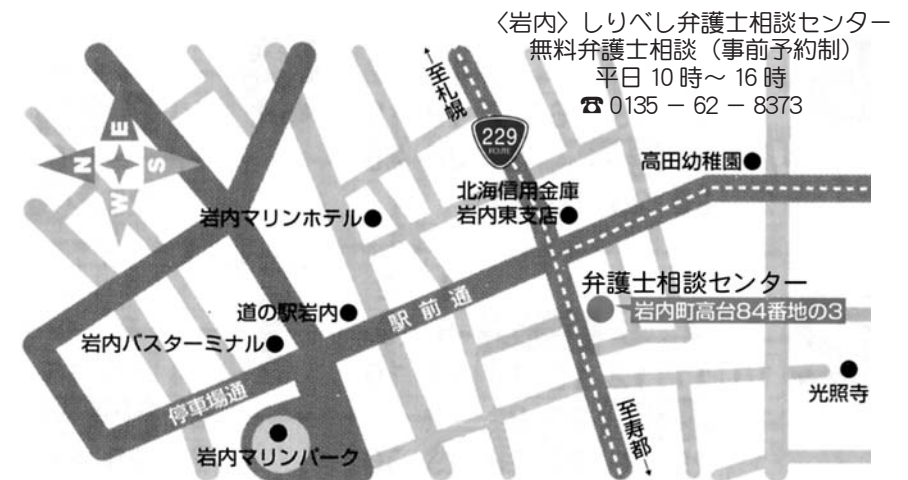 〈岩内〉しりべし弁護士相談センター
無料弁護士相談（事前予約制）
平日 10 時～ 16 時
☎ 0135 － 62 － 8373
←至札幌
229
ROUTE
高田幼稚園●
E
N
S
W
北海信用金庫
岩内東支店●
岩内マリンホテル●
弁護士相談センター
岩内町高台84番地の3
道の駅岩内●
駅前通
岩内バスターミナル●
光照寺
停車場通
至寿都→
岩内マリンパーク